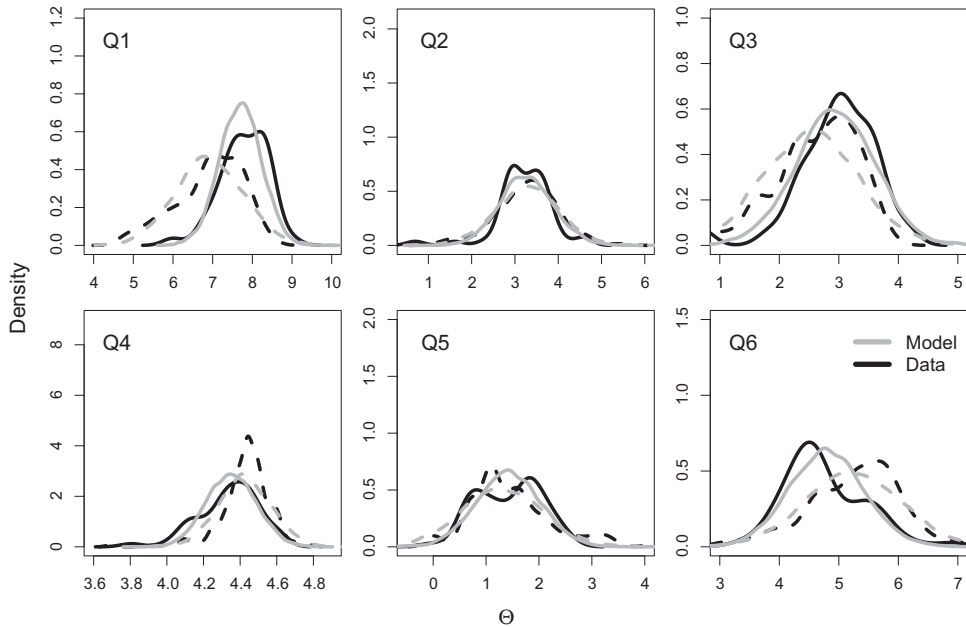 Q1
0.0 0.2 0.4 0.6 0.8 1.0 1.2
4 5 6 7 8 9 10
Q2
0.0 0.5 1.0 1.5 2.0
1 2 3 4 5 6
Q3
0.0 0.2 0.4 0.6 0.8 1.0
1 2 3 4 5
Density
Q4
0 2 4 6 8
3.6 4.0 4.2 4.4 4.6 4.8
Q5
0.0 0.5 1.0 1.5 2.0
0 1 2 3 4
Q6
Model
Data
0.0 0.5 1.0 1.5
3 4 5 6 7
Θ